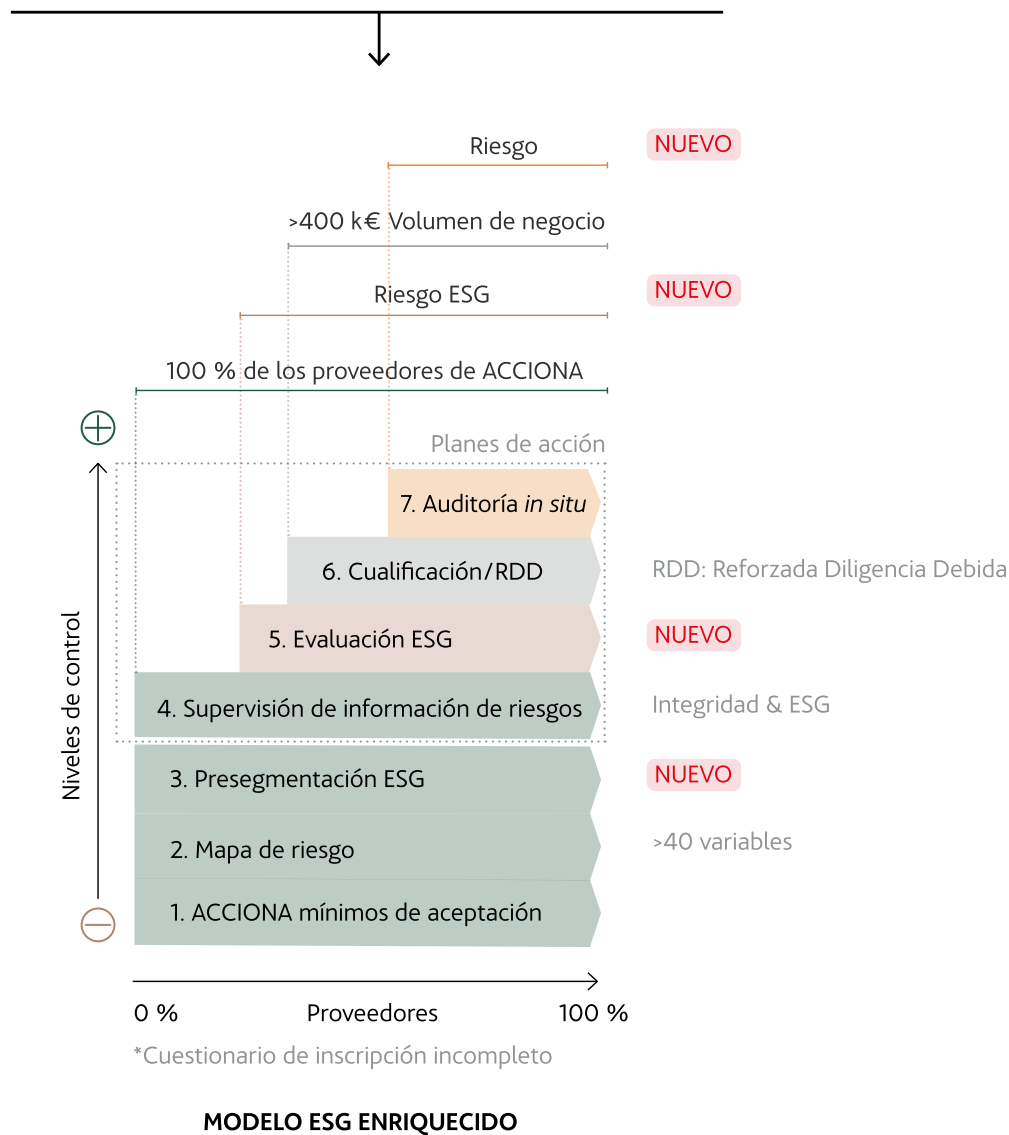 Riesgo
NUEVO
>400 k€ Volumen de negocio
Riesgo ESG
NUEVO
100 % de los proveedores de ACCIONA
Planes de acción
7. Auditoría in situ
6. Cualificación/RDD
RDD: Reforzada Diligencia Debida
5. Evaluación ESG
NUEVO
4. Supervisión de información de riesgos
Integridad & ESG
3. Presegmentación ESG
NUEVO
2. Mapa de riesgo
>40 variables
1. ACCIONA mínimos de aceptación
Niveles de control
0 %
Proveedores
100 %
*Cuestionario de inscripción incompleto
MODELO ESG ENRIQUECIDO